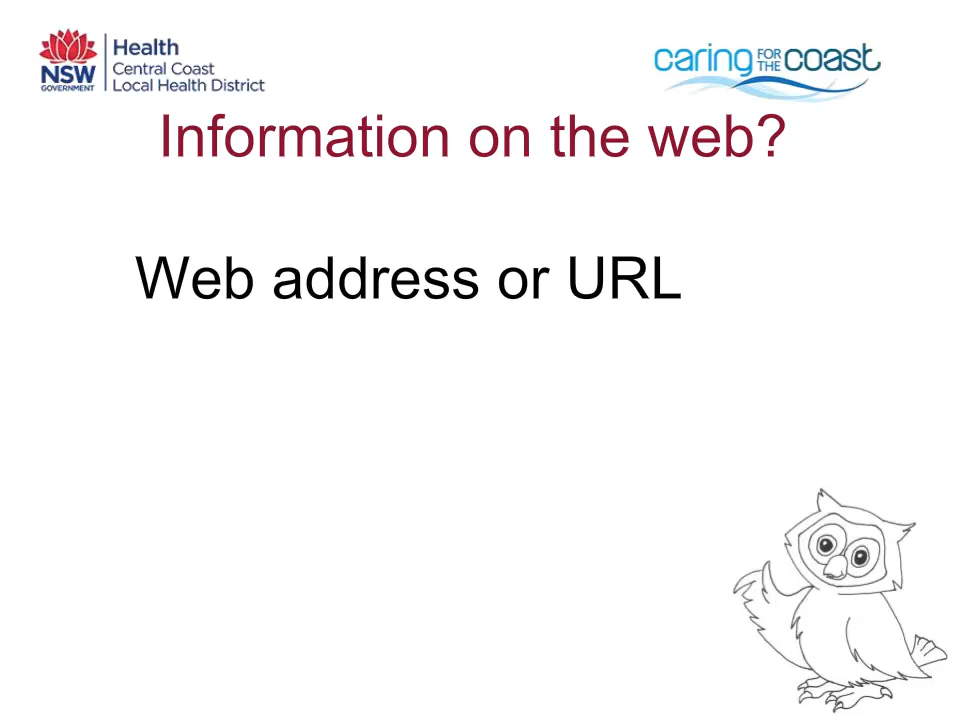 Health
Central Coast
Local Health District
NSW
GOVERNMENT
caring FOR THE coast
Information on the web?
Web address or URL